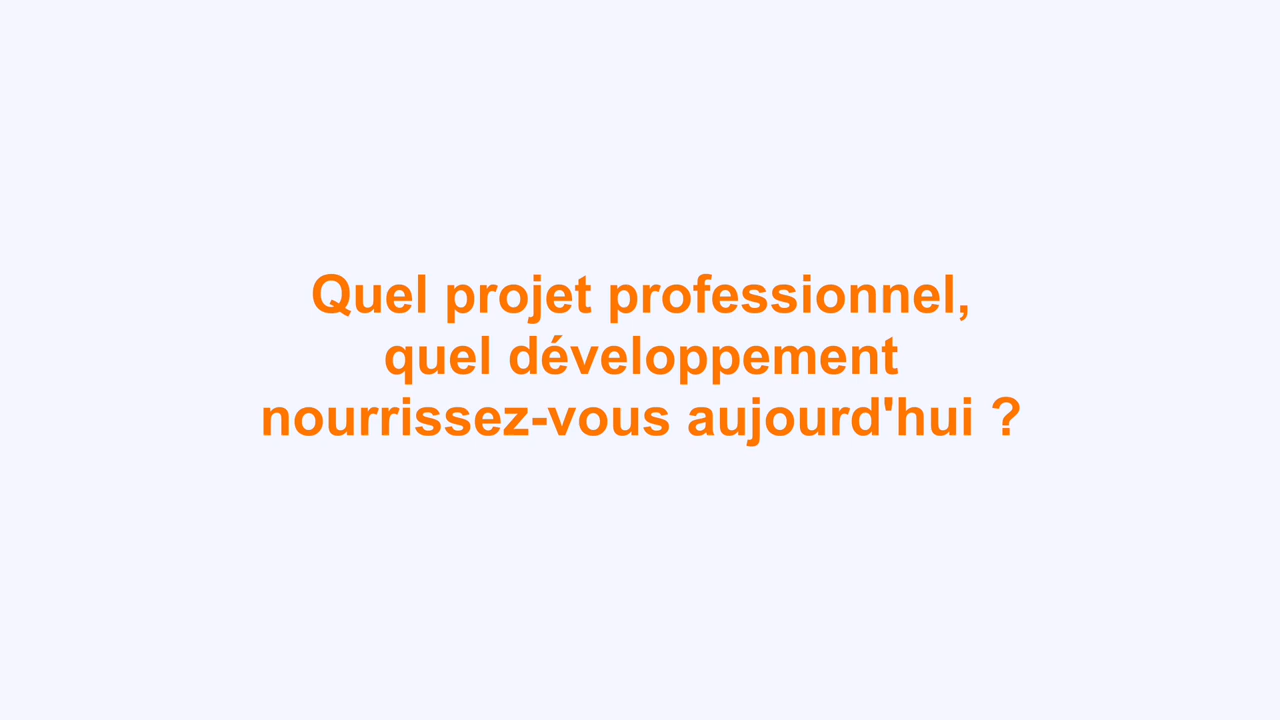 Quel projet professionnel,
quel développement
nourrissez-vous aujourd'hui ?